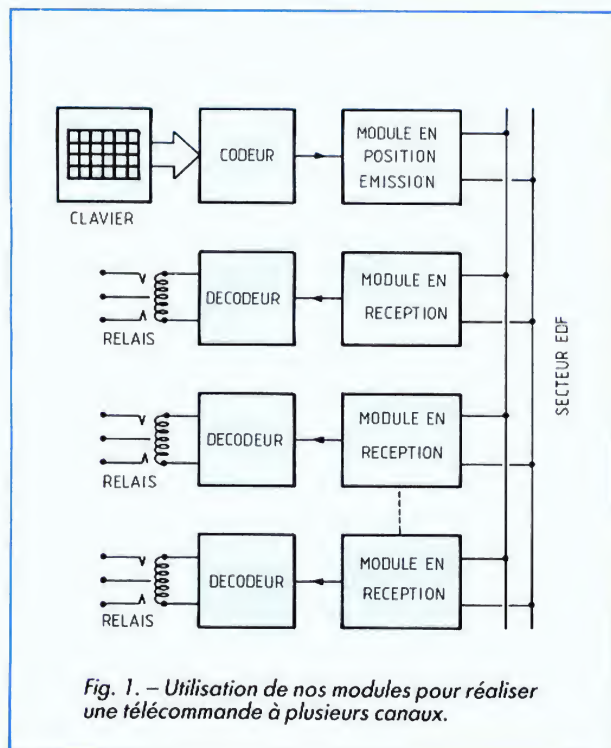 CLAVIER
CODEUR
MODULE EN
POSITION
EMISSION
RELAIS
DECODEUR
MODULE EN
RECEPTION
RELAIS
DECODEUR
MODULE EN
RECEPTION
RELAIS
DECODEUR
MODULE EN
RECEPTION
SECTEUR EDF
Fig. 1. – Utilisation de nos modules pour réaliser
une télécommande à plusieurs canaux.